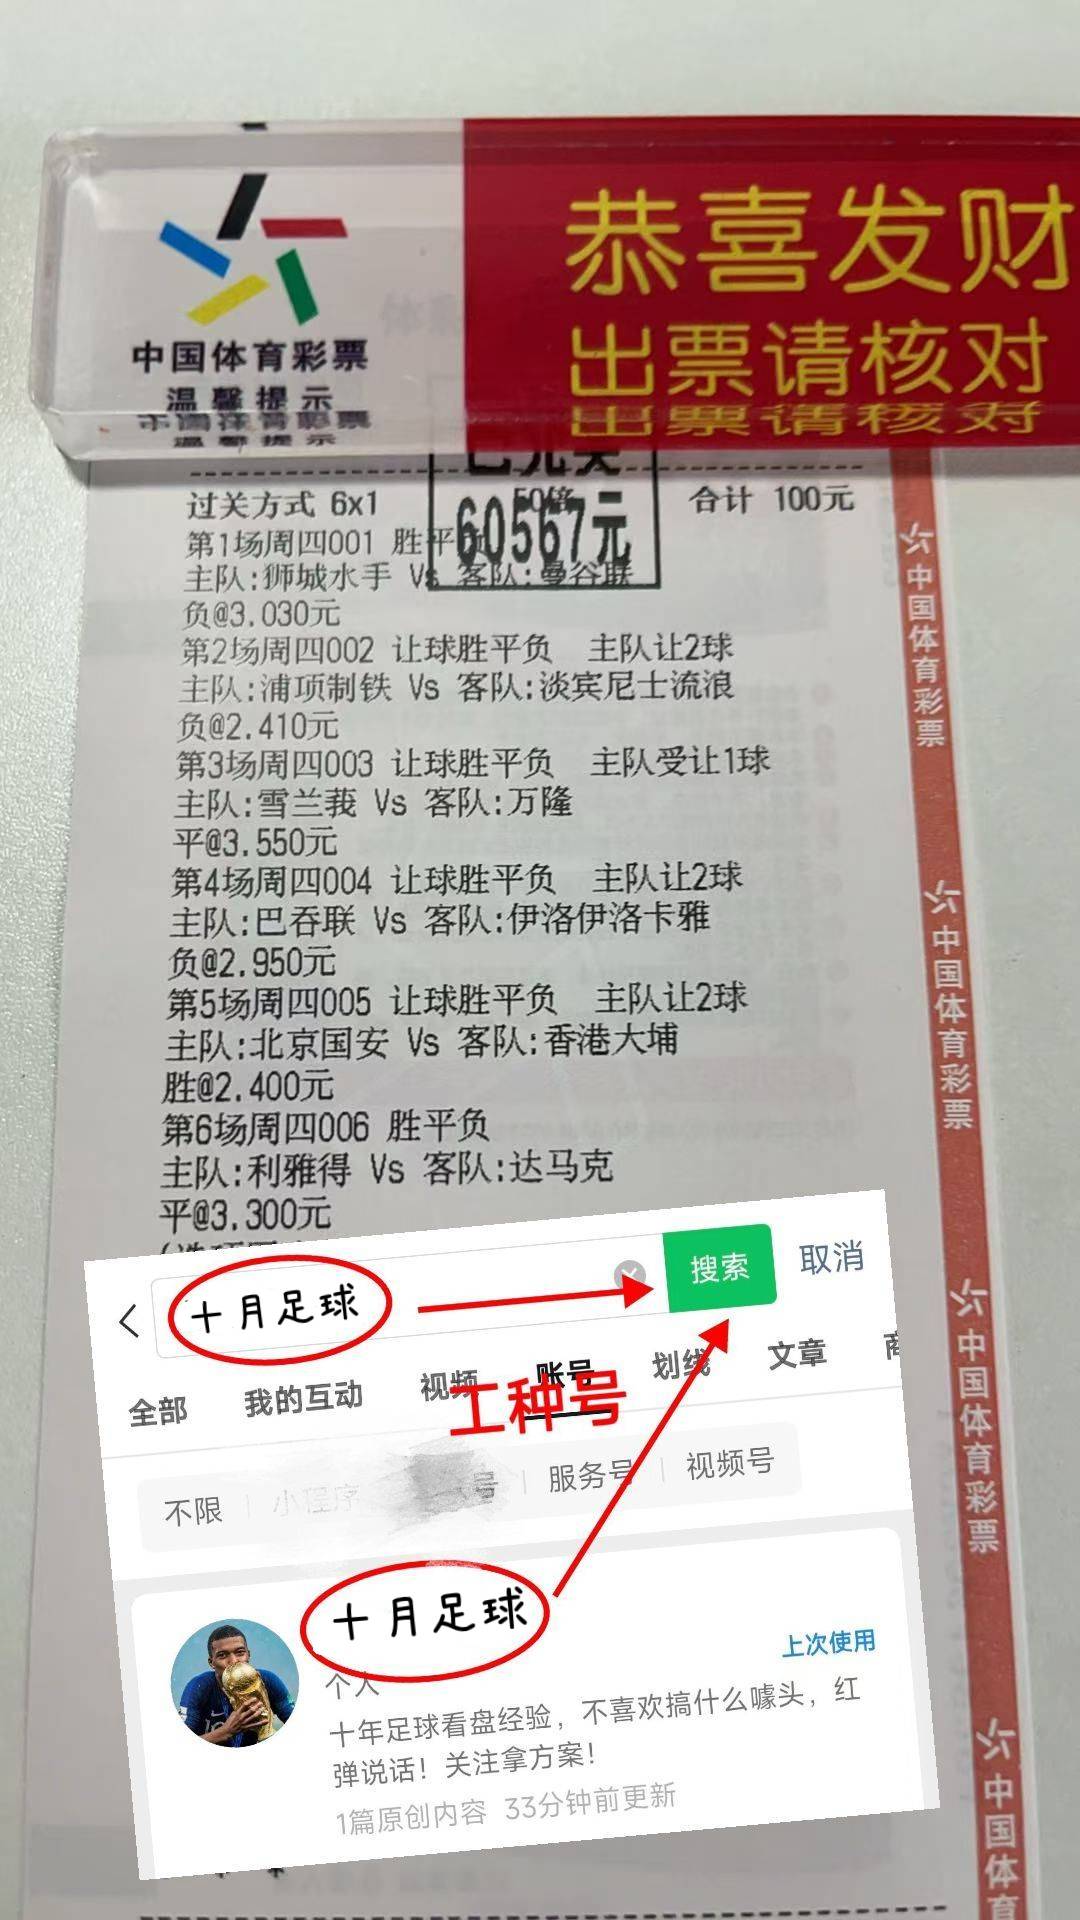 中国体育彩票
温馨提示
恭喜发财
出票请核对
60567元
过关方式 6x1 50倍 合计 100元
第1场周四001 胜平负
主队:狮城水手 Vs 客队:曼谷联
负@3.030元
第2场周四002 让球胜平负 主队让2球
主队:浦项制铁 Vs 客队:淡宾尼士流浪
负@2.410元
第3场周四003 让球胜平负 主队受让1球
主队:雪兰莪 Vs 客队:万隆
平@3.550元
第4场周四004 让球胜平负 主队让2球
主队:巴吞联 Vs 客队:伊洛伊洛卡雅
负@2.950元
第5场周四005 让球胜平负 主队让2球
主队:北京国安 Vs 客队:香港大埔
胜@2.400元
第6场周四006 胜平负
主队:利雅得 Vs 客队:达马克
平@3.300元
十月足球
搜索
取消
全部 我的互动 视频 账号 划线 文章
工种号
不限 小程序 号 服务号 视频号
十月足球
上次使用
个人
十年足球看盘经验，不喜欢搞什么噱头，红
弹说话！关注拿方案！
1篇原创内容 33分钟前更新
中国体育彩票
中国体育彩票
中国体育彩票
中国体育